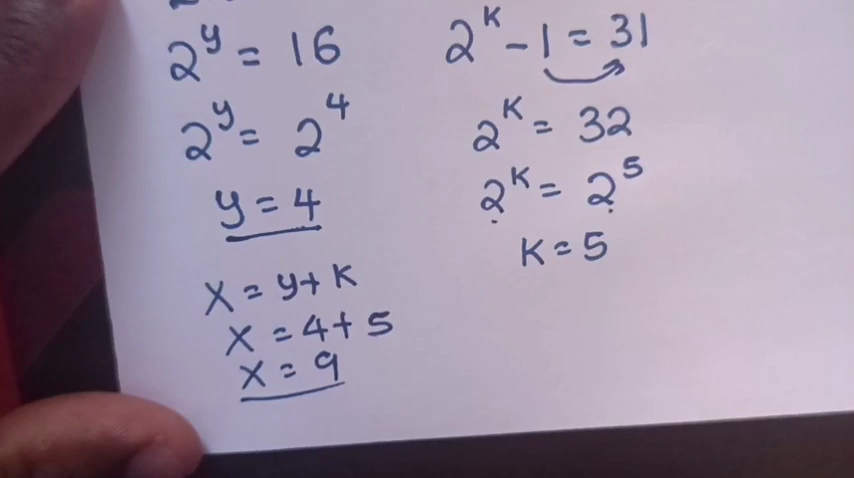 2^y = 16
2^y = 2^4
y = 4
x = y + k
x = 4 + 5
x = 9
2^k - 1 = 31
2^k = 32
2^k = 2^5
k = 5